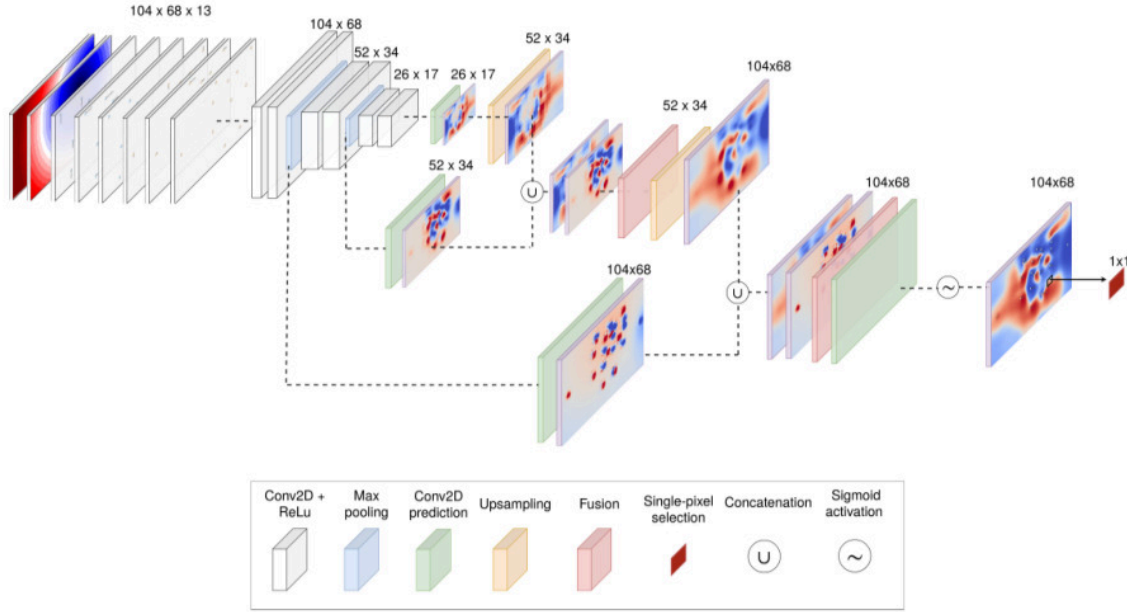 104 x 68 x 13
104 x 68
52 x 34
26 x 17
26 x 17
52 x 34
104x68
52 x 34
52 x 34
∪
104x68
104x68
104x68
1x1
∪
~
Conv2D +
ReLu
Max
pooling
Conv2D
prediction
Upsampling
Fusion
Single-pixel
selection
Concatenation
Sigmoid
activation
∪
~